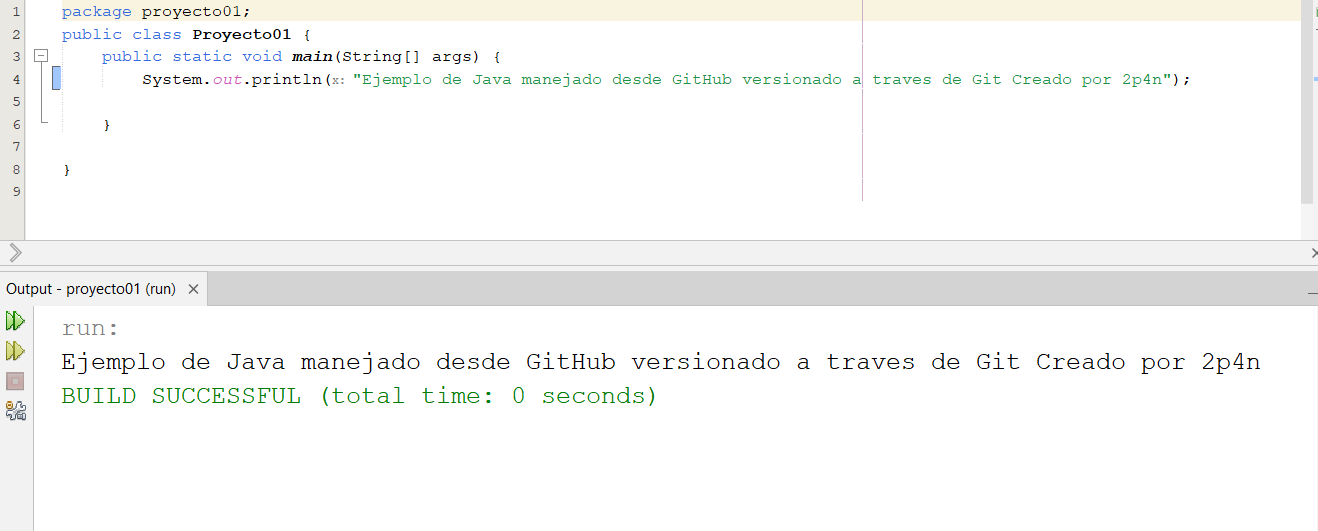 1 package proyecto01;
2 public class Proyecto01 {
3 public static void main(String[] args) {
4 System.out.println(x: "Ejemplo de Java manejado desde GitHub versionado a traves de Git Creado por 2p4n");
5
6 }
7
8 }
9
Output - proyecto01 (run)
run:
Ejemplo de Java manejado desde GitHub versionado a traves de Git Creado por 2p4n
BUILD SUCCESSFUL (total time: 0 seconds)